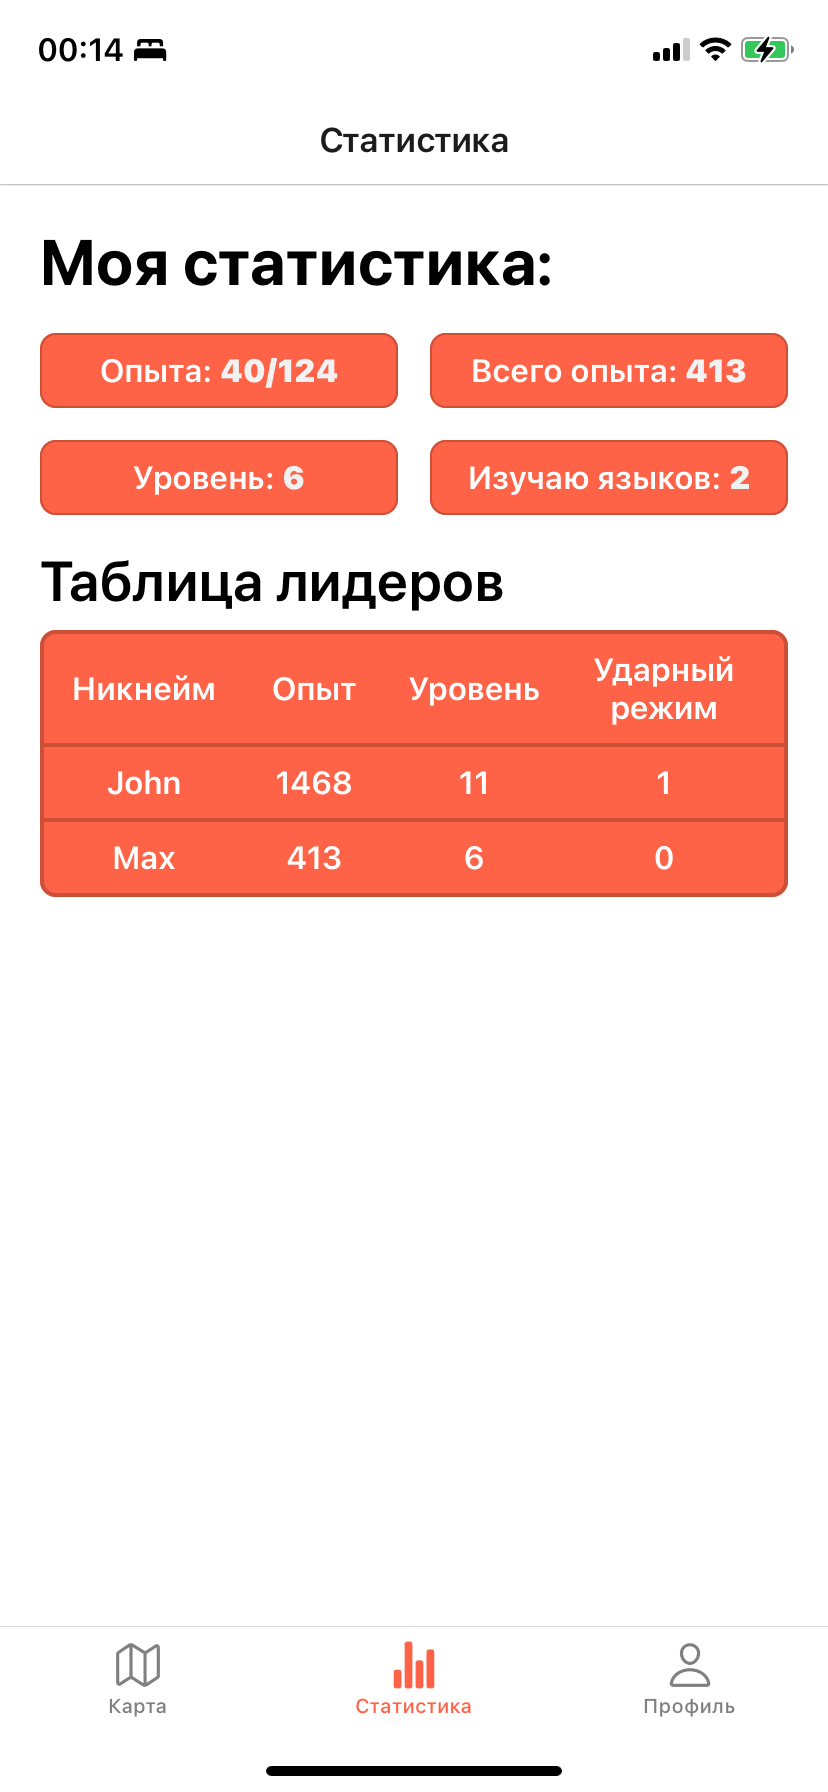 00:14
Статистика
Моя статистика:
Опыта: 40/124 Всего опыта: 413
Уровень: 6 Изучаю языков: 2
Таблица лидеров
Никнейм Опыт Уровень Ударный режим
John 1468 11 1
Max 413 6 0
Карта Статистика Профиль